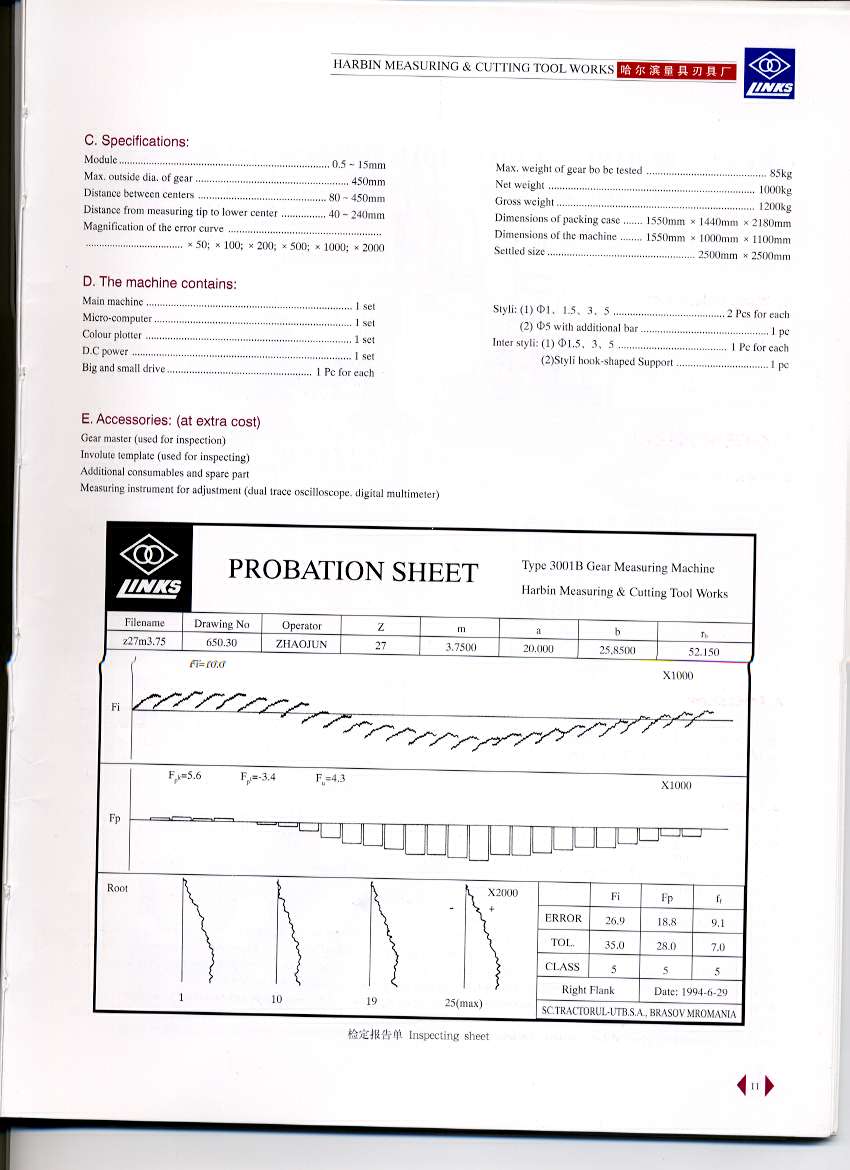 HARBIN MEASURING & CUTTING TOOL WORKS 哈尔滨量具刃具厂
LINKS
C. Specifications:
Module ........ 0.5 ~ 15mm
Max. outside dia. of gear ........ 450mm
Distance between centers ........ 80 ~ 450mm
Distance from measuring tip to lower center ........ 40 ~ 240mm
Magnification of the error curve ........
........ × 50; × 100; × 200; × 500; × 1000; × 2000
Max. weight of gear bo be tested ........ 85kg
Net weight ........ 1000kg
Gross weight ........ 1200kg
Dimensions of packing case ....... 1550mm × 1440mm × 2180mm
Dimensions of the machine ........ 1550mm × 1000mm × 1100mm
Settled size ........ 2500mm × 2500mm
D. The machine contains:
Main machine ........ 1 set
Micro-computer ........ 1 set
Colour plotter ........ 1 set
D.C power ........ 1 set
Big and small drive ........ 1 Pc for each
Styli: (1) Φ1、1.5、3、5 ........ 2 Pcs for each
(2) Φ5 with additional bar ........ 1 pc
Inter styli: (1) Φ1.5、3、5 ........ 1 Pc for each
(2)Styli hook-shaped Support ........ 1 pc
E. Accessories: (at extra cost)
Gear master (used for inspection)
Involute template (used for inspecting)
Additional consumables and spare part
Measuring instrument for adjustment (dual trace oscilloscope. digital multimeter)
LINKS
PROBATION SHEET
Type 3001B Gear Measuring Machine
Harbin Measuring & Cutting Tool Works
Filename Drawing No Operator Z m a b r_b
z27m3.75 650.30 ZHAOJUN 27 3.7500 20.000 25.8500 52.150
X1000
Fi
F_pk=5.6 F_pt=-3.4 F_u=4.3
X1000
Fp
Root
X2000
- +
1 10 19 25(max)
Fi Fp f_f
ERROR 26.9 18.8 9.1
TOL. 35.0 28.0 7.0
CLASS 5 5 5
Right Flank Date: 1994-6-29
SC.TRACTORUL-UTB.S.A., BRASOV MROMANIA
检定报告单 Inspecting sheet
11